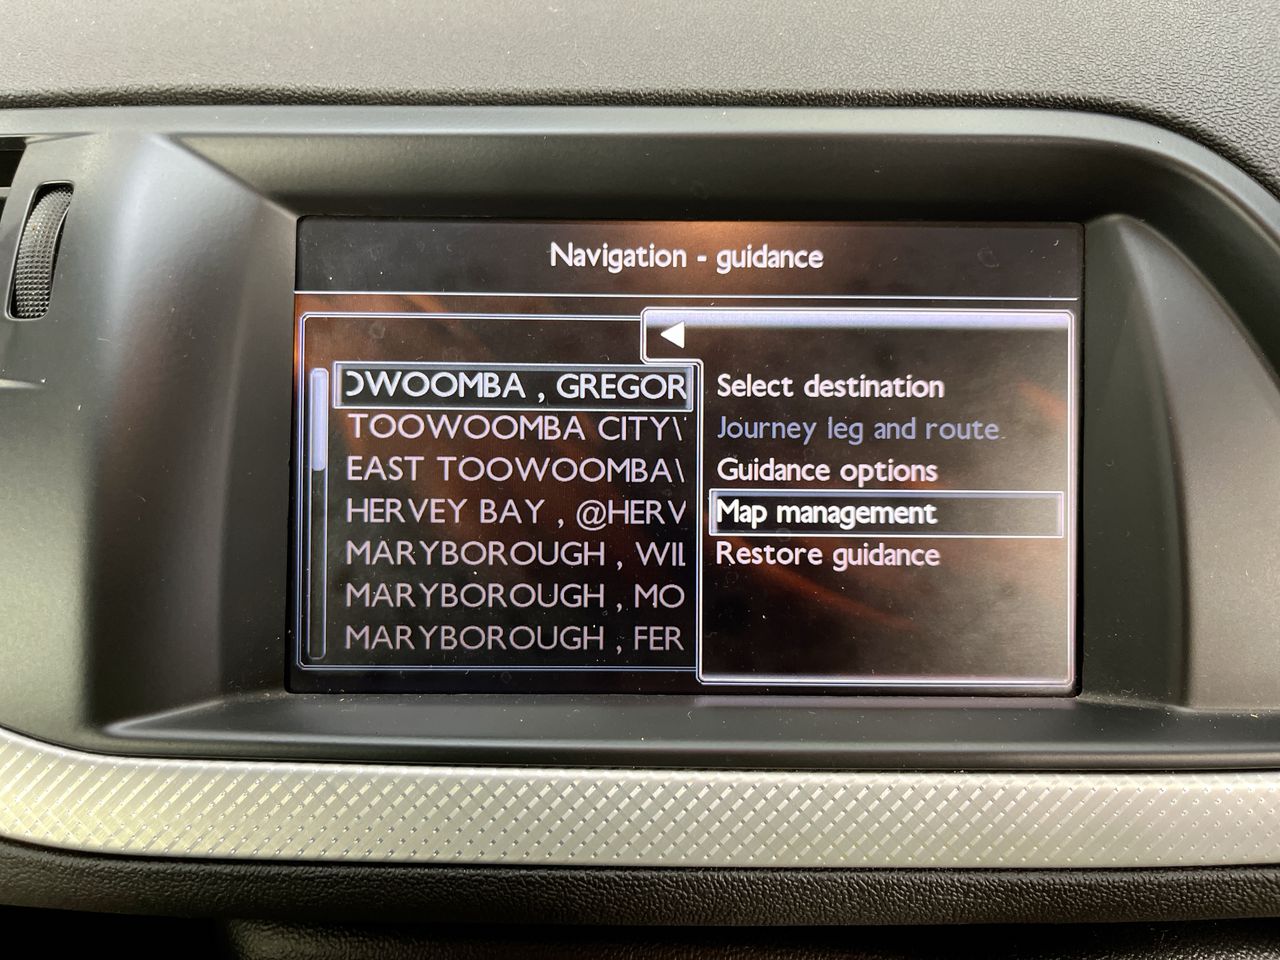 Navigation - guidance
OWOOMBA , GREGOR
TOOWOOMBA CITY\
EAST TOOWOOMBA\
HERVEY BAY , @HERV
MARYBOROUGH , WIL
MARYBOROUGH , MO
MARYBOROUGH , FER
Select destination
Journey leg and route
Guidance options
Map management
Restore guidance